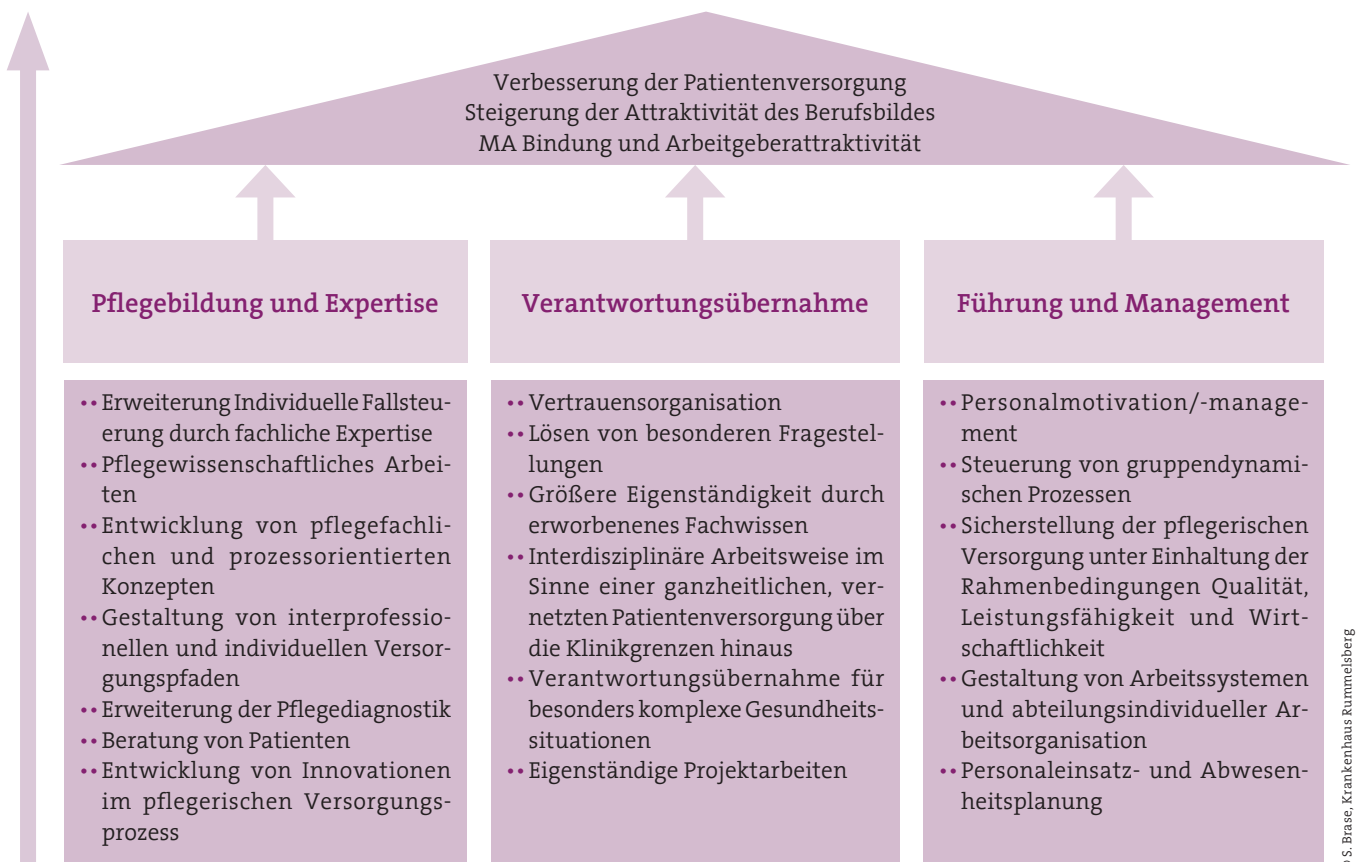 Verbesserung der Patientenversorgung
Steigerung der Attraktivität des Berufsbildes
MA Bindung und Arbeitgeberattraktivität
Pflegebildung und Expertise
•• Erweiterung Individuelle Fallsteu-
erung durch fachliche Expertise
•• Pflegewissenschaftliches Arbei-
ten
•• Entwicklung von pflegefachli-
chen und prozessorientierten
Konzepten
•• Gestaltung von interprofessio-
nellen und individuellen Versor-
gungspfaden
•• Erweiterung der Pflegediagnostik
•• Beratung von Patienten
•• Entwicklung von Innovationen
im pflegerischen Versorgungs-
prozess
Verantwortungsübernahme
•• Vertrauensorganisation
•• Lösen von besonderen Fragestel-
lungen
•• Größere Eigenständigkeit durch
erworbenenes Fachwissen
•• Interdisziplinäre Arbeitsweise im
Sinne einer ganzheitlichen, ver-
netzten Patientenversorgung über
die Klinikgrenzen hinaus
•• Verantwortungsübernahme für
besonders komplexe Gesundheits-
situationen
•• Eigenständige Projektarbeiten
Führung und Management
•• Personalmotivation/-manage-
ment
•• Steuerung von gruppendynami-
schen Prozessen
•• Sicherstellung der pflegerischen
Versorgung unter Einhaltung der
Rahmenbedingungen Qualität,
Leistungsfähigkeit und Wirt-
schaftlichkeit
•• Gestaltung von Arbeitssystemen
und abteilungsindividueller Ar-
beitsorganisation
•• Personaleinsatz- und Abwesen-
heitsplanung
S. Brase, Krankenhaus Rummelsberg